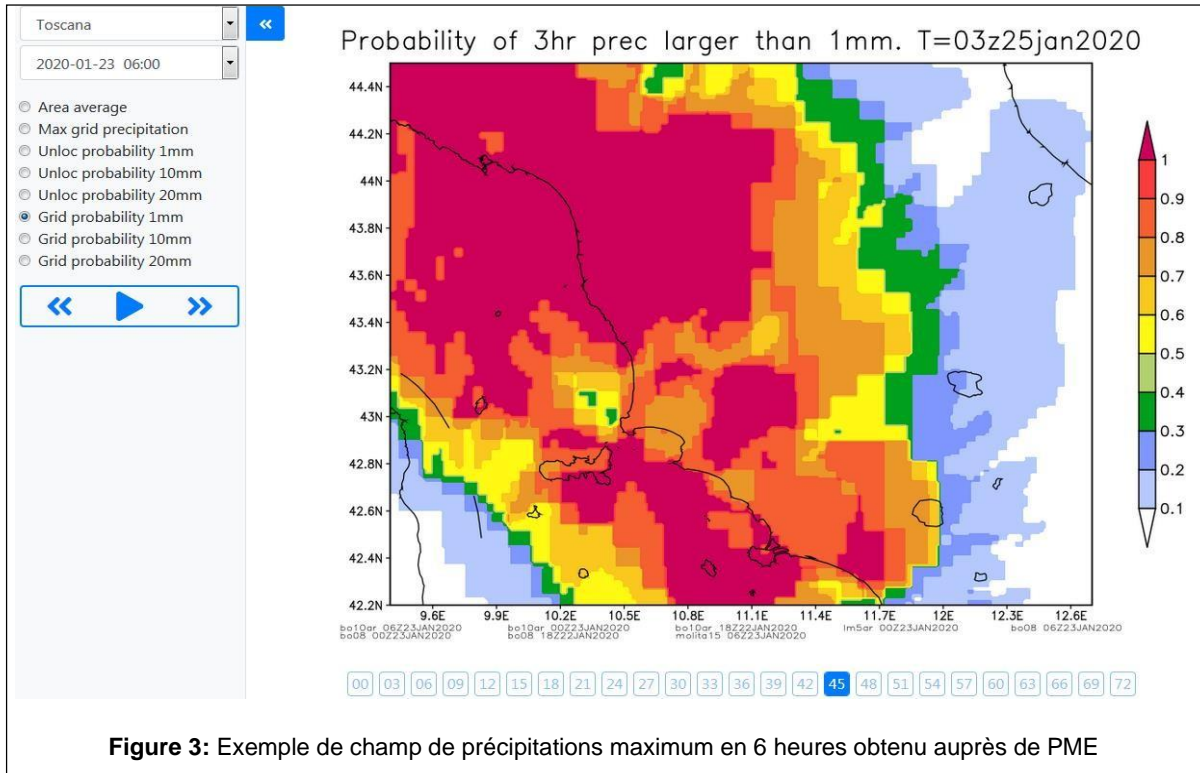 Toscana
«
2020-01-23 06:00
Area average
Max grid precipitation
Unloc probability 1mm
Unloc probability 10mm
Unloc probability 20mm
Grid probability 1mm
Grid probability 10mm
Grid probability 20mm
Probability of 3hr prec larger than 1mm. T=03z25jan2020
44.4N
44.2N
44N
43.8N
43.6N
43.4N
43.2N
43N
42.8N
42.6N
42.4N
42.2N
9.6E 9.9E 10.2E 10.5E 10.8E 11.1E 11.4E 11.7E 12E 12.3E 12.6E
1
0.9
0.8
0.7
0.6
0.5
0.4
0.3
0.2
0.1
bo10ar 06Z23JAN2020 bo10ar 00Z23JAN2020 bo10ar 18Z22JAN2020 lm5ar 00Z23JAN2020 bo08 06Z23JAN2020
bo08 00Z23JAN2020 bo08 18Z22JAN2020 molita15 06Z23JAN2020
00 03 06 09 12 15 18 21 24 27 30 33 36 39 42 45 48 51 54 57 60 63 66 69 72
Figure 3: Exemple de champ de précipitations maximum en 6 heures obtenu auprès de PME